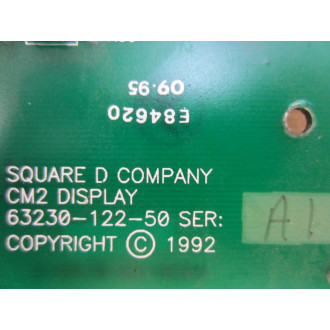 09.95
E84620
SQUARE D COMPANY
CM2 DISPLAY
63230-122-50 SER: A1
COPYRIGHT © 1992